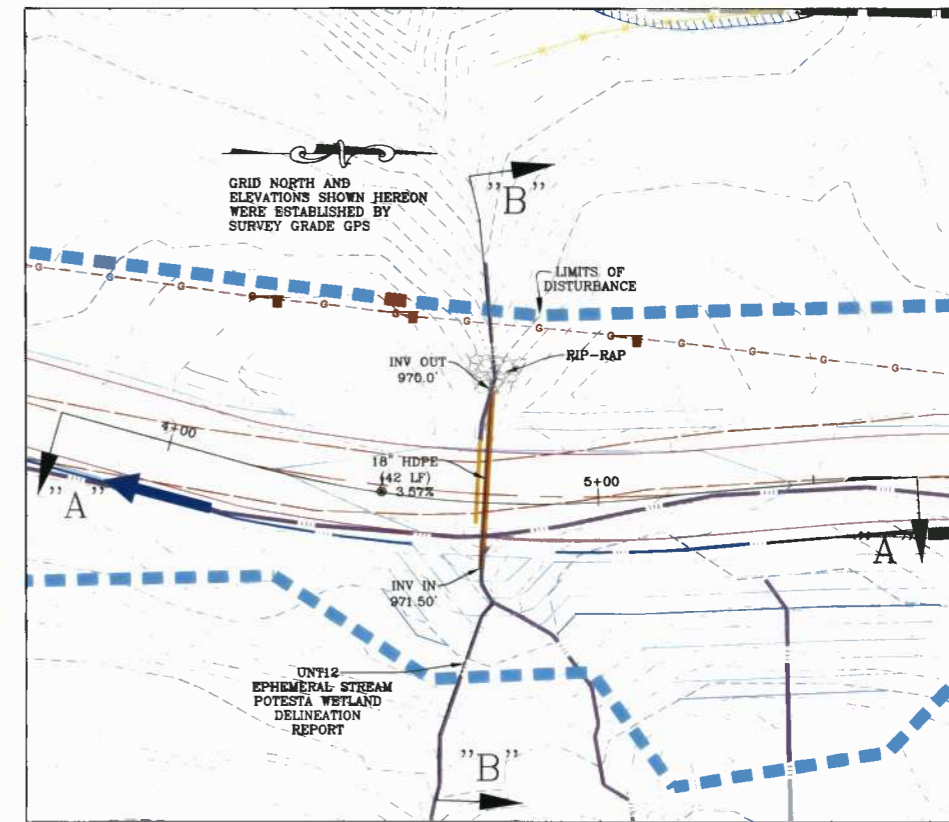 "B"
GRID NORTH AND
ELEVATIONS SHOWN HEREON
WERE ESTABLISHED BY
SURVEY GRADE GPS
LIMITS OF
DISTURBANCE
G
G
G
G
G
G
G
G
G
G
G
G
INV OUT
970.0'
RIP-RAP
4+00
18" HDPE
(42 LF)
@ 3.57%
5+00
"A"
A"
INV IN
971.50'
UNT12
EPHEMERAL STREAM
POTESTA WETLAND
DELINEATION
REPORT
"B"